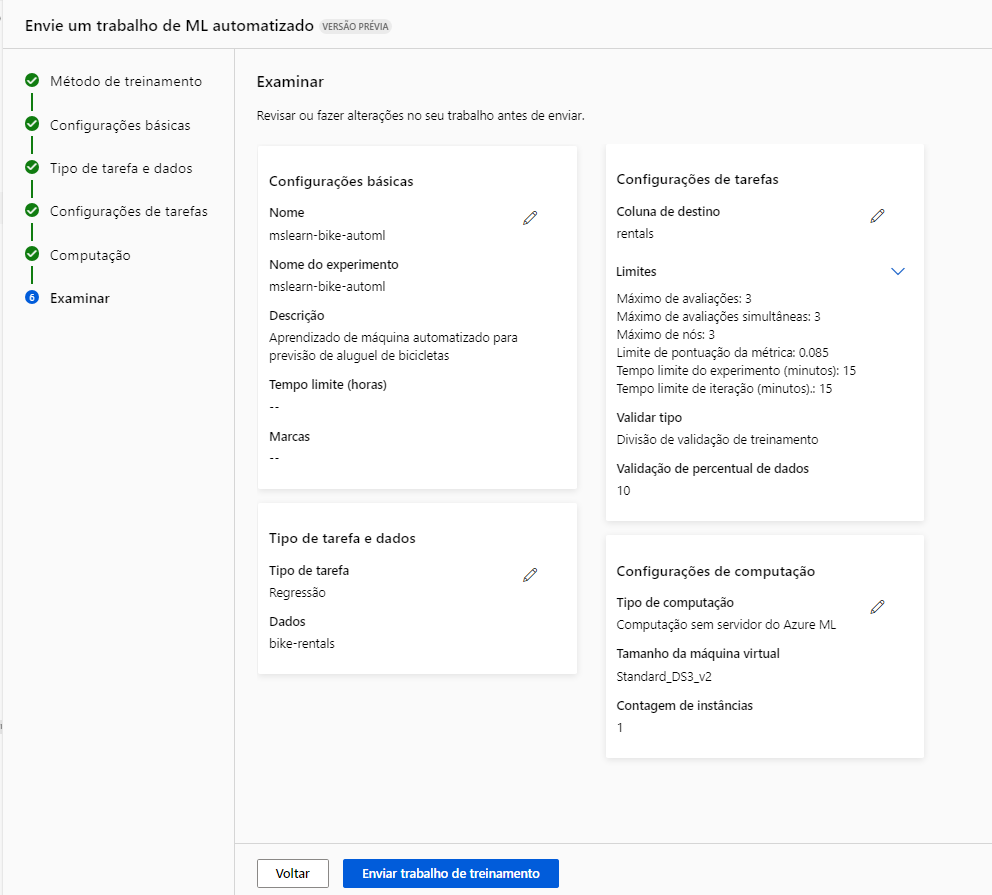 Envie um trabalho de ML automatizado VERSÃO PRÉVIA
Método de treinamento
Configurações básicas
Tipo de tarefa e dados
Configurações de tarefas
Computação
6 Examinar
Examinar
Revisar ou fazer alterações no seu trabalho antes de enviar.
Configurações básicas
Nome
mslearn-bike-automl
Nome do experimento
mslearn-bike-automl
Descrição
Aprendizado de máquina automatizado para
previsão de aluguel de bicicletas
Tempo limite (horas)
--
Marcas
--
Tipo de tarefa e dados
Tipo de tarefa
Regressão
Dados
bike-rentals
Configurações de tarefas
Coluna de destino
rentals
Limites
Máximo de avaliações: 3
Máximo de avaliações simultâneas: 3
Máximo de nós: 3
Limite de pontuação da métrica: 0.085
Tempo limite do experimento (minutos): 15
Tempo limite de iteração (minutos).: 15
Validar tipo
Divisão de validação de treinamento
Validação de percentual de dados
10
Configurações de computação
Tipo de computação
Computação sem servidor do Azure ML
Tamanho da máquina virtual
Standard_DS3_v2
Contagem de instâncias
1
Voltar
Enviar trabalho de treinamento